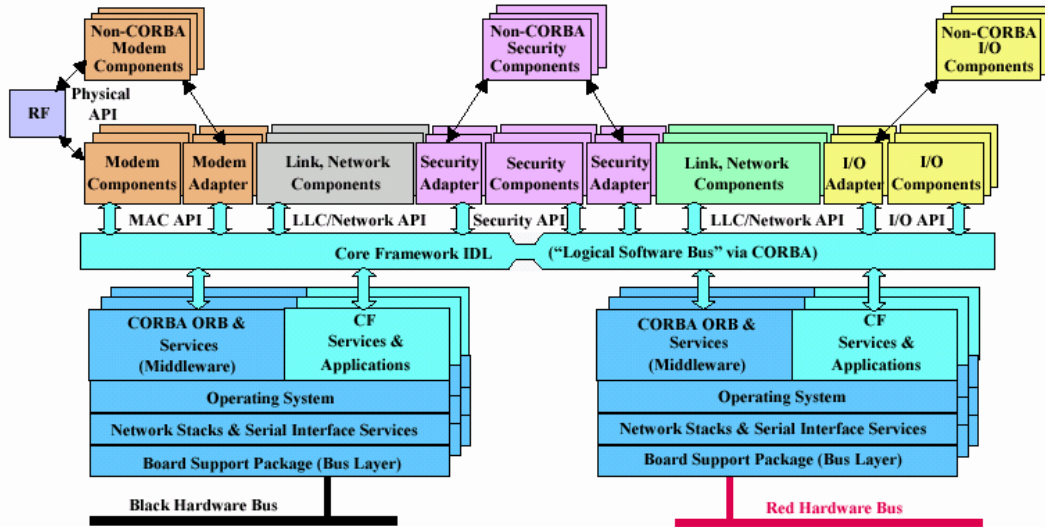 Non-CORBA
Modem
Components
Non-CORBA
Security
Components
Non-CORBA
I/O
Components
RF
Physical
API
Modem
Components
Modem
Adapter
Link, Network
Components
Security
Adapter
Security
Components
Security
Adapter
Link, Network
Components
I/O
Adapter
I/O
Components
MAC API
LLC/Network API
Security API
LLC/Network API
I/O API
Core Framework IDL
(“Logical Software Bus” via CORBA)
CORBA ORB &
Services
(Middleware)
CF
Services &
Applications
Operating System
Network Stacks & Serial Interface Services
Board Support Package (Bus Layer)
Black Hardware Bus
CORBA ORB &
Services
(Middleware)
CF
Services &
Applications
Operating System
Network Stacks & Serial Interface Services
Board Support Package (Bus Layer)
Red Hardware Bus